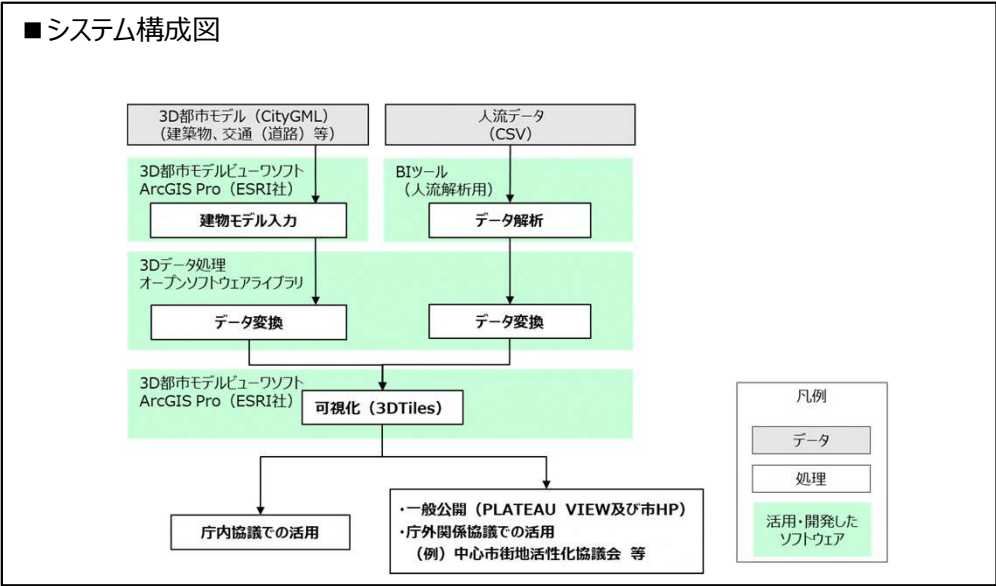 ■システム構成図
3D都市モデル（CityGML）
（建築物、交通（道路）等）
人流データ
（CSV）
3D都市モデルビューワソフト
ArcGIS Pro（ESRI社）
建物モデル入力
BIツール
（人流解析用）
データ解析
3Dデータ処理
オープンソフトウェアライブラリ
データ変換
データ変換
3D都市モデルビューワソフト
ArcGIS Pro（ESRI社）
可視化（3DTiles）
庁内協議での活用
・一般公開（PLATEAU VIEW及び市HP）
・庁外関係協議での活用
（例）中心市街地活性化協議会 等
凡例
データ
処理
活用・開発した
ソフトウェア